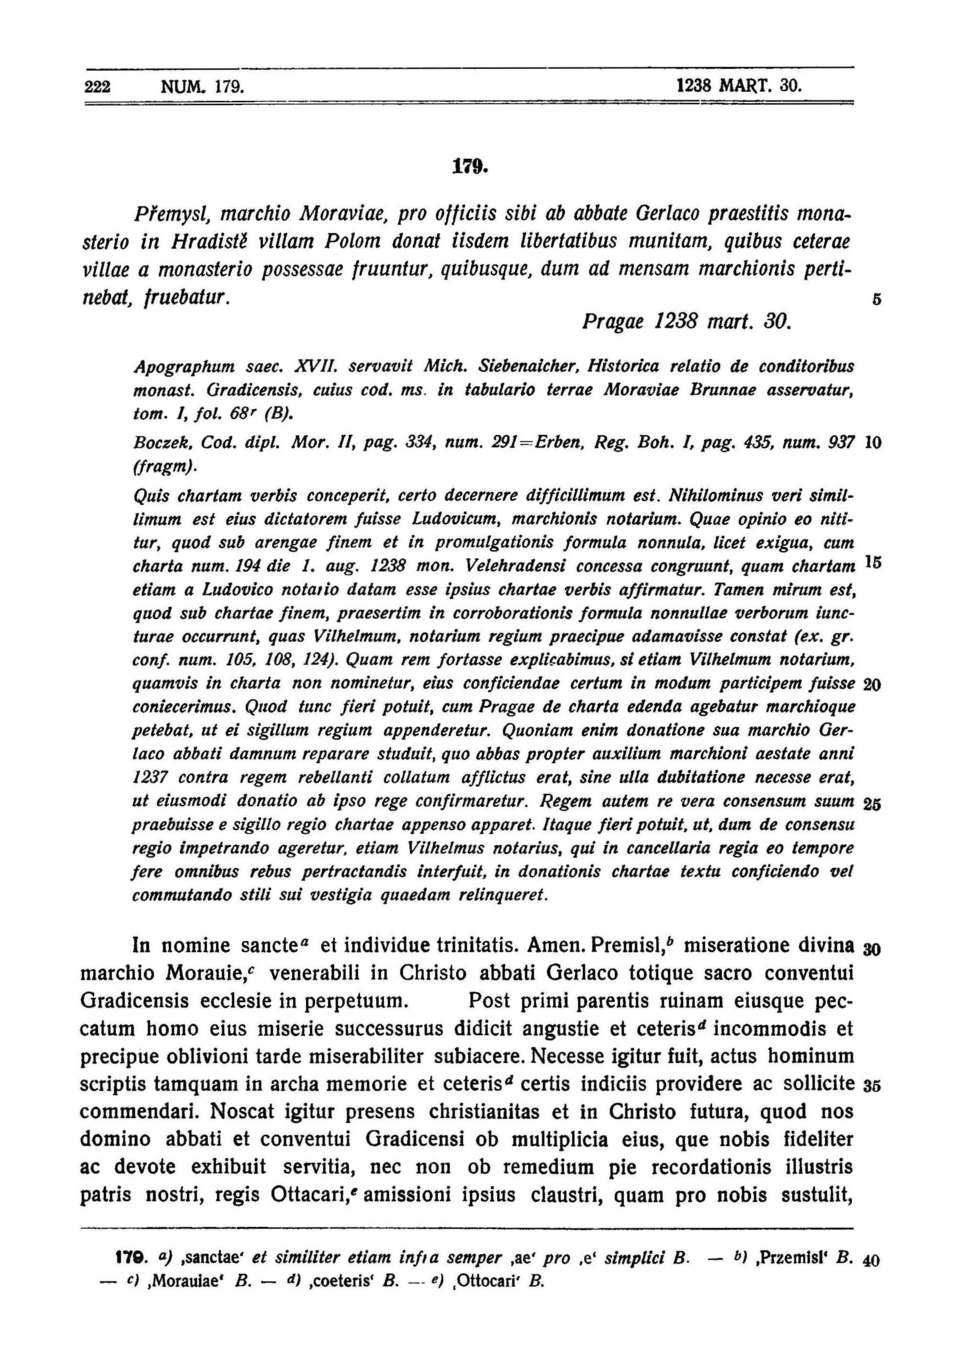 222 NUM. 179. 1238 MART. 30.
179.
Přemysl, marchio Moraviae, pro officiis sibi ab abbate Gerlaco praestitis mona-
sterio in Hradistě villam Polom donat iisdem libertatibus munitam, quibus ceterae
villae a monasterio possessae fruuntur, quibusque, dum ad mensam marchionis perti-
nebat, fruebatur. 5
Pragae 1238 mart. 30.
Apographum saec. XVII. servavit Mich. Siebenaicher, Historica relatio de conditoribus
monast. Gradicensis, cuius cod. ms. in tabulario terrae Moraviae Brunnae asservatur,
tom. I, fol. 68r (B).
Boczek, Cod. dipl. Mor. II, pag. 334, num. 291=Erben, Reg. Boh. I, pag. 435, num. 937 10
(fragm).
Quis chartam verbis conceperit, certo decernere difficillimum est. Nihilominus veri simil-
limum est eius dictatorem fuisse Ludovicum, marchionis notarium. Quae opinio eo niti-
tur, quod sub arengae finem et in promulgationis formula nonnula, licet exigua, cum
charta num. 194 die 1. aug. 1238 mon. Velehradensi concessa congruunt, quam chartam 15
etiam a Ludovico notario datam esse ipsius chartae verbis affirmatur. Tamen mirum est,
quod sub chartae finem, praesertim in corroborationis formula nonnullae verborum iunc-
turae occurrunt, quas Vilhelmum, notarium regium praecipue adamavisse constat (ex. gr.
conf. num. 105, 108, 124). Quam rem fortasse explicabimus, si etiam Vilhelmum notarium,
quamvis in charta non nominetur, eius conficiendae certum in modum participem fuisse 20
coniecerimus. Quod tunc fieri potuit, cum Pragae de charta edenda agebatur marchioque
petebat, ut ei sigillum regium appenderetur. Quoniam enim donatione sua marchio Ger-
laco abbati damnum reparare studuit, quo abbas propter auxilium marchioni aestate anni
1237 contra regem rebellanti collatum afflictus erat, sine ulla dubitatione necesse erat,
ut eiusmodi donatio ab ipso rege confirmaretur. Regem autem re vera consensum suum 25
praebuisse e sigillo regio chartae appenso apparet. Itaque fieri potuit, ut, dum de consensu
regio impetrando ageretur, etiam Vilhelmus notarius, qui in cancellaria regia eo tempore
fere omnibus rebus pertractandis interfuit, in donationis chartae textu conficiendo vel
commutando stili sui vestigia quaedam relinqueret.
In nomine sanctea et individue trinitatis. Amen. Premisl,b miseratione divina 30
marchio Morauie,c venerabili in Christo abbati Gerlaco totique sacro conventui
Gradicensis ecclesie in perpetuum. Post primi parentis ruinam eiusque pec-
catum homo eius miserie successurus didicit angustie et ceterisd incommodis et
precipue oblivioni tarde miserabiliter subiacere. Necesse igitur fuit, actus hominum
scriptis tamquam in archa memorie et ceterisd certis indiciis providere ac sollicite 35
commendari. Noscat igitur presens christianitas et in Christo futura, quod nos
domino abbati et conventui Gradicensi ob multiplicia eius, que nobis fideliter
ac devote exhibuit servitia, nec non ob remedium pie recordationis illustris
patris nostri, regis Ottacari,e amissioni ipsius claustri, quam pro nobis sustulit,
179. a) ‚sanctae‘ et similiter etiam infra semper ‚ae‘ pro ‚e‘ simplici B. — b) ‚Przemisl‘ B. 40
— c) ‚Morauiae‘ B. — d) ‚coeteris‘ B. — e) ‚Ottocari‘ B.